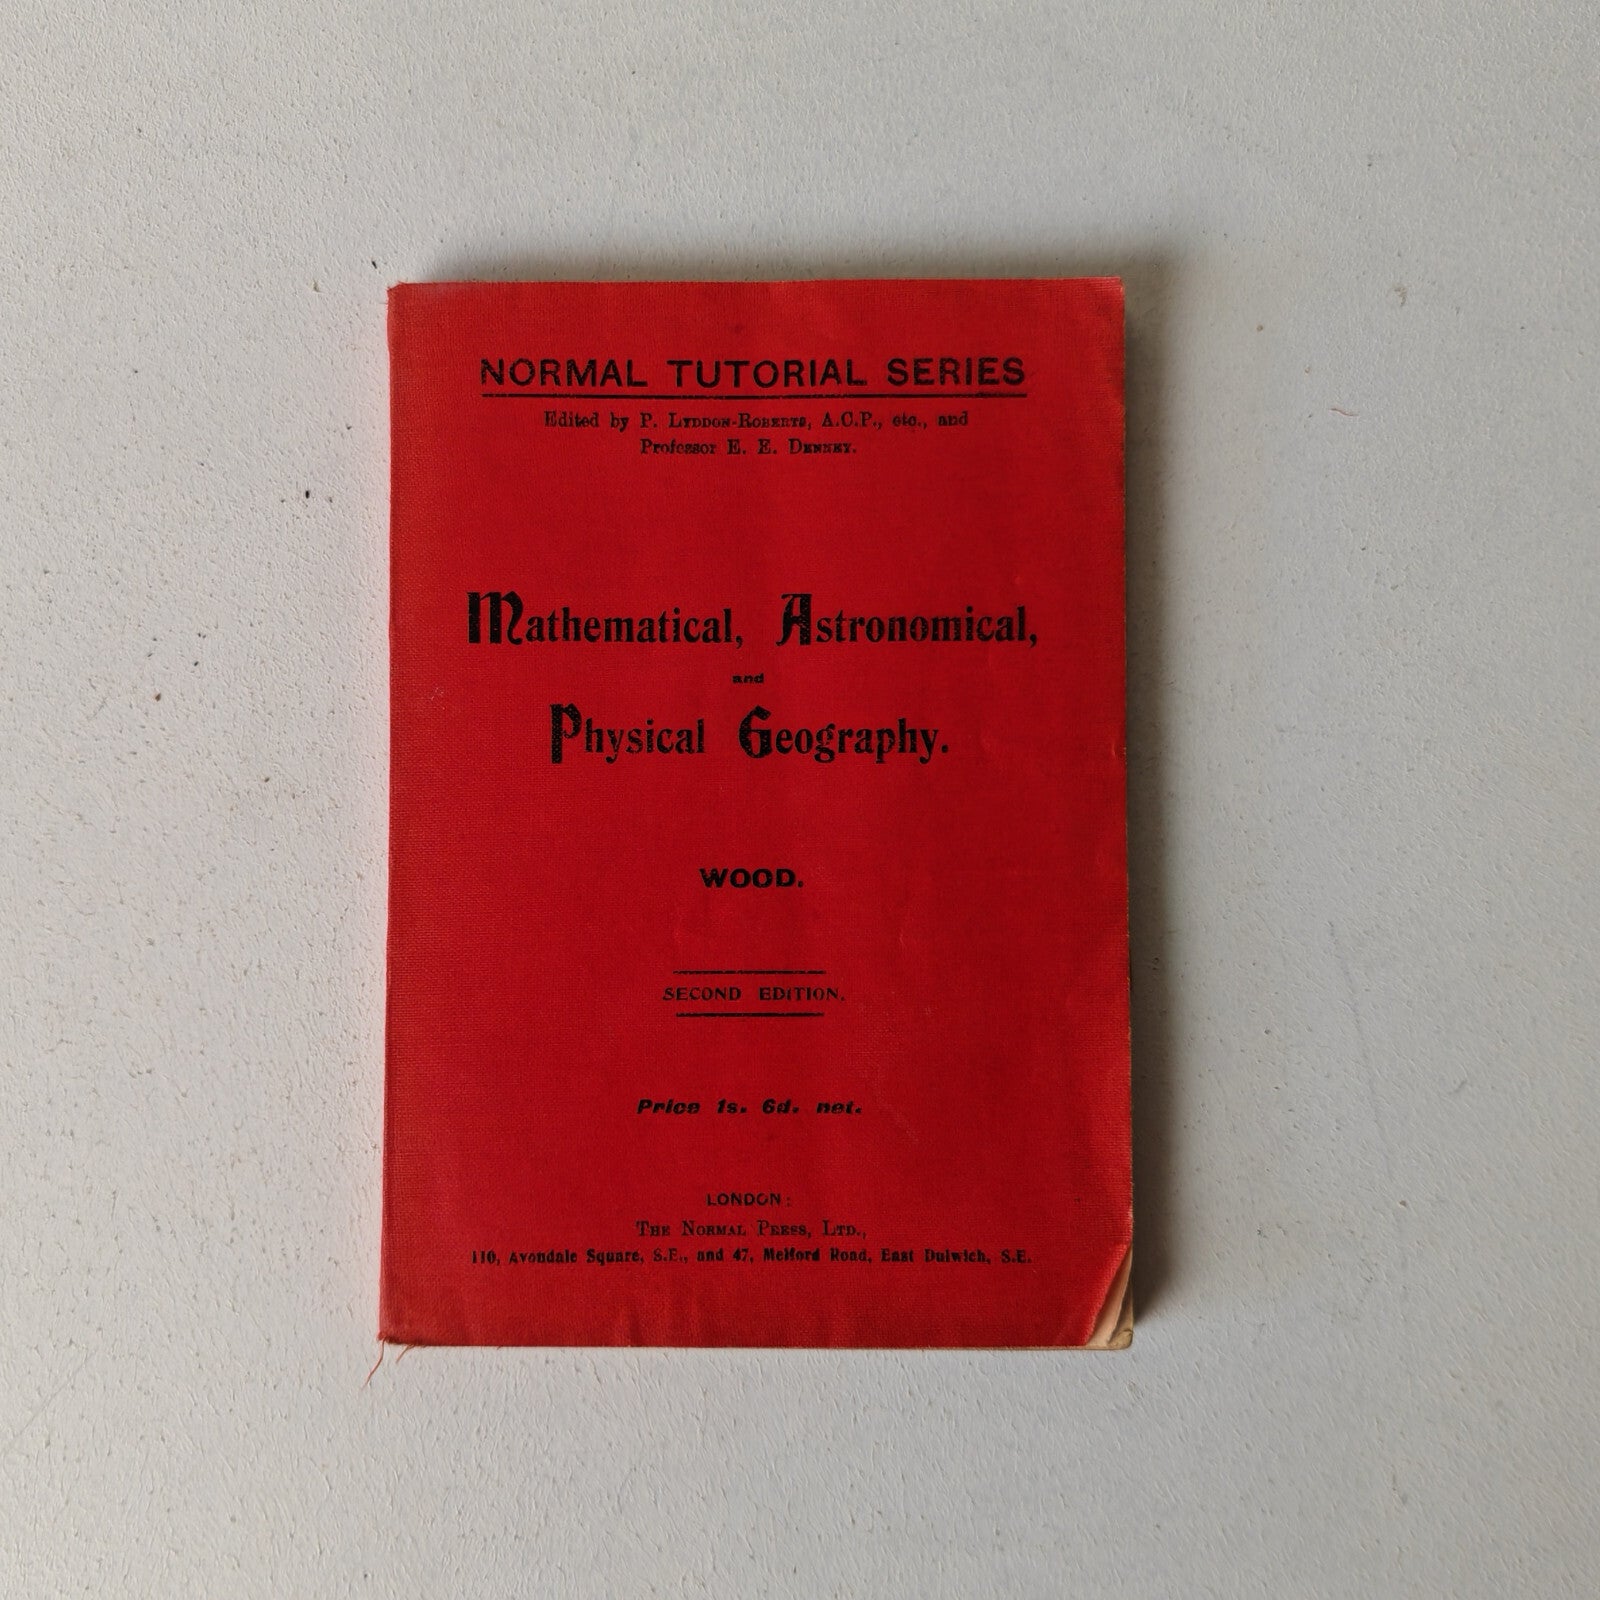 NORMAL TUTORIAL SERIES
Edited by P. LYDDON-ROBERTS, A.C.P., etc., and
Professor E. E. DENNEY.
Mathematical, Astronomical,
and
Physical Geography.
WOOD.
SECOND EDITION.
Price 1s. 6d. net.
LONDON:
THE NORMAL PRESS, LTD.,
110, Avondale Square, S.E., and 47, Melford Road, East Dulwich, S.E.